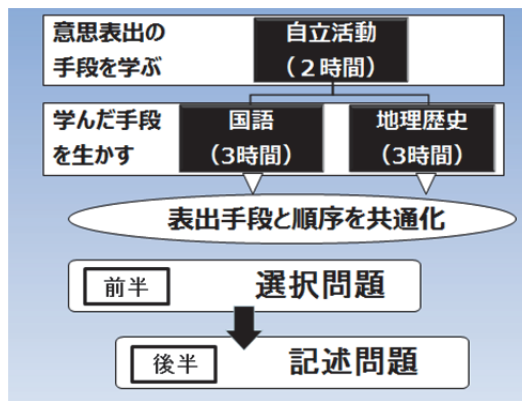 意思表出の
手段を学ぶ
自立活動
(２時間)
学んだ手段
を生かす
国語
(3時間)
地理歴史
(3時間)
表出手段と順序を共通化
前半
選択問題
後半
記述問題